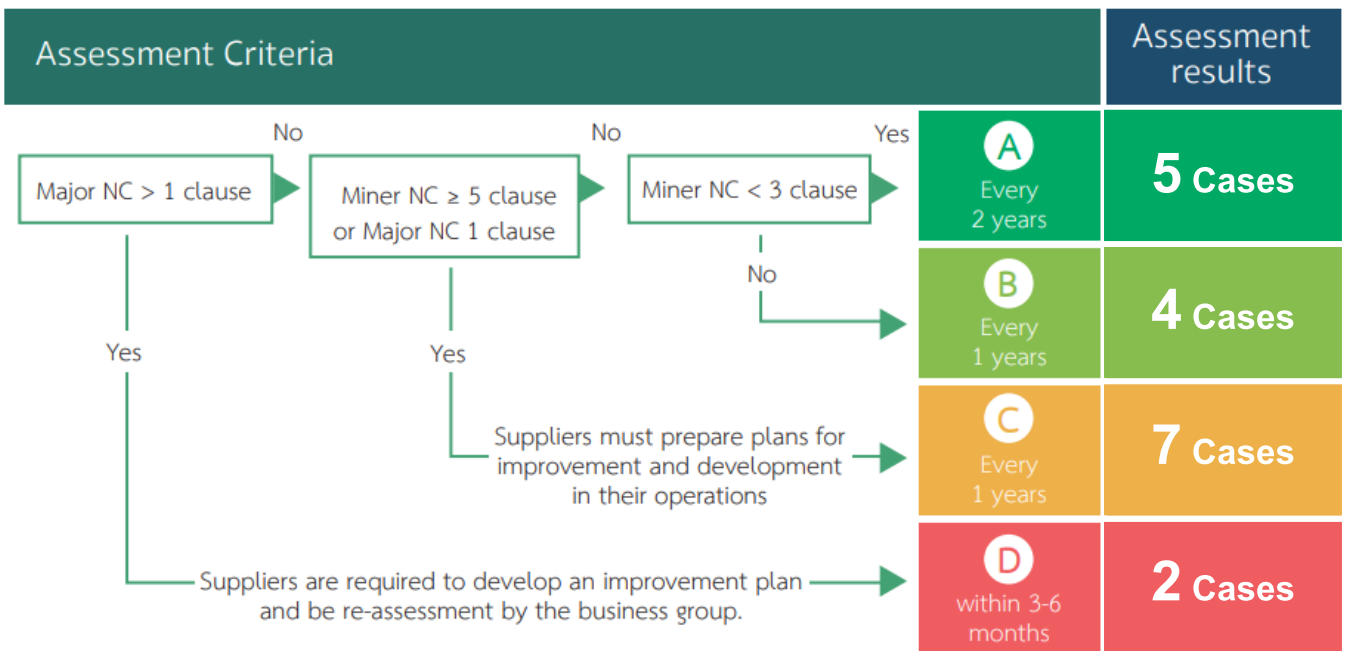 Assessment Criteria
Assessment
results
No
No
Yes
Major NC > 1 clause
Miner NC ≥ 5 clause
or Major NC 1 clause
Miner NC < 3 clause
A
Every
2 years
5 Cases
No
B
Every
1 years
4 Cases
Yes
Yes
Suppliers must prepare plans for
improvement and development
in their operations
C
Every
1 years
7 Cases
Suppliers are required to develop an improvement plan
and be re-assessment by the business group.
D
within 3-6
months
2 Cases